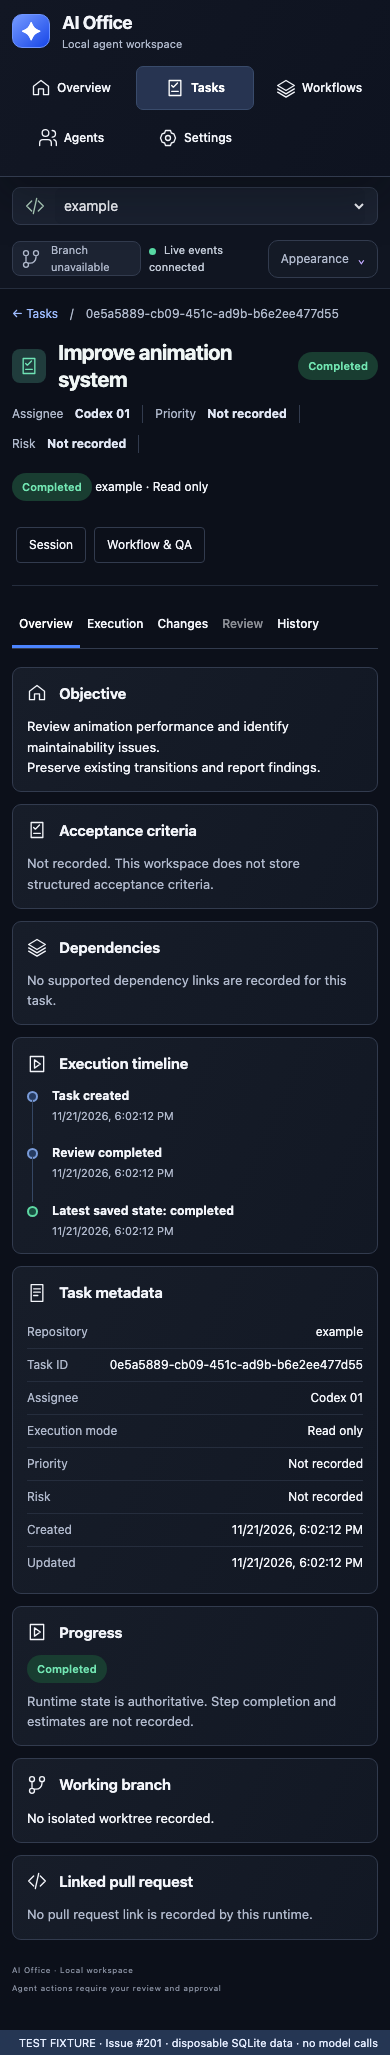 AI Office
Local agent workspace
Overview
Tasks
Workflows
Agents
Settings
example
Branch
unavailable
Live events
connected
Appearance
← Tasks / 0e5a5889-cb09-451c-ad9b-b6e2ee477d55
Improve animation
system
Completed
Assignee Codex 01 Priority Not recorded
Risk Not recorded
Completed example · Read only
Session
Workflow & QA
Overview Execution Changes Review History
Objective
Review animation performance and identify
maintainability issues.
Preserve existing transitions and report findings.
Acceptance criteria
Not recorded. This workspace does not store
structured acceptance criteria.
Dependencies
No supported dependency links are recorded for this
task.
Execution timeline
Task created
11/21/2026, 6:02:12 PM
Review completed
11/21/2026, 6:02:12 PM
Latest saved state: completed
11/21/2026, 6:02:12 PM
Task metadata
Repository example
Task ID 0e5a5889-cb09-451c-ad9b-b6e2ee477d55
Assignee Codex 01
Execution mode Read only
Priority Not recorded
Risk Not recorded
Created 11/21/2026, 6:02:12 PM
Updated 11/21/2026, 6:02:12 PM
Progress
Completed
Runtime state is authoritative. Step completion and
estimates are not recorded.
Working branch
No isolated worktree recorded.
Linked pull request
No pull request link is recorded by this runtime.
AI Office · Local workspace
Agent actions require your review and approval
TEST FIXTURE · Issue #201 · disposable SQLite data · no model calls